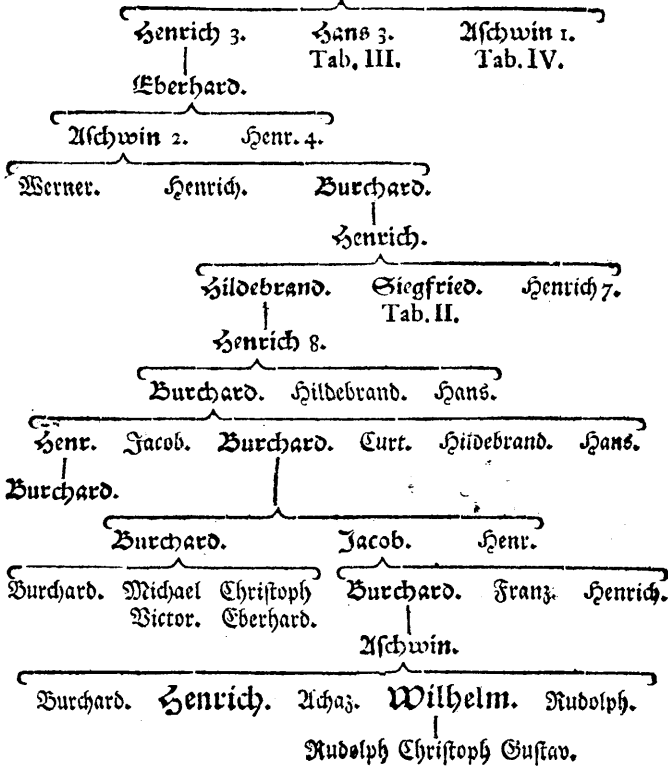 Henrich 3. Hans 3. Aſchwin 1.
Tab. III. Tab. IV.
Eberhard.
Aſchwin 2. Henr. 4.
Werner. Henrich. Burchard.
Henrich.
Hildebrand. Siegfried. Henrich 7.
Tab. II.
Henrich 8.
Burchard. Hildebrand. Hans.
Henr. Jacob. Burchard. Curt. Hildebrand. Hans.
Burchard.
Burchard. Jacob. Henr.
Burchard. Michael Chriſtoph Burchard. Franz. Henrich.
Victor. Eberhard.
Aſchwin.
Burchard. Henrich. Achaz. Wilhelm. Rudolph.
Rudolph Chriſtoph Guſtav.